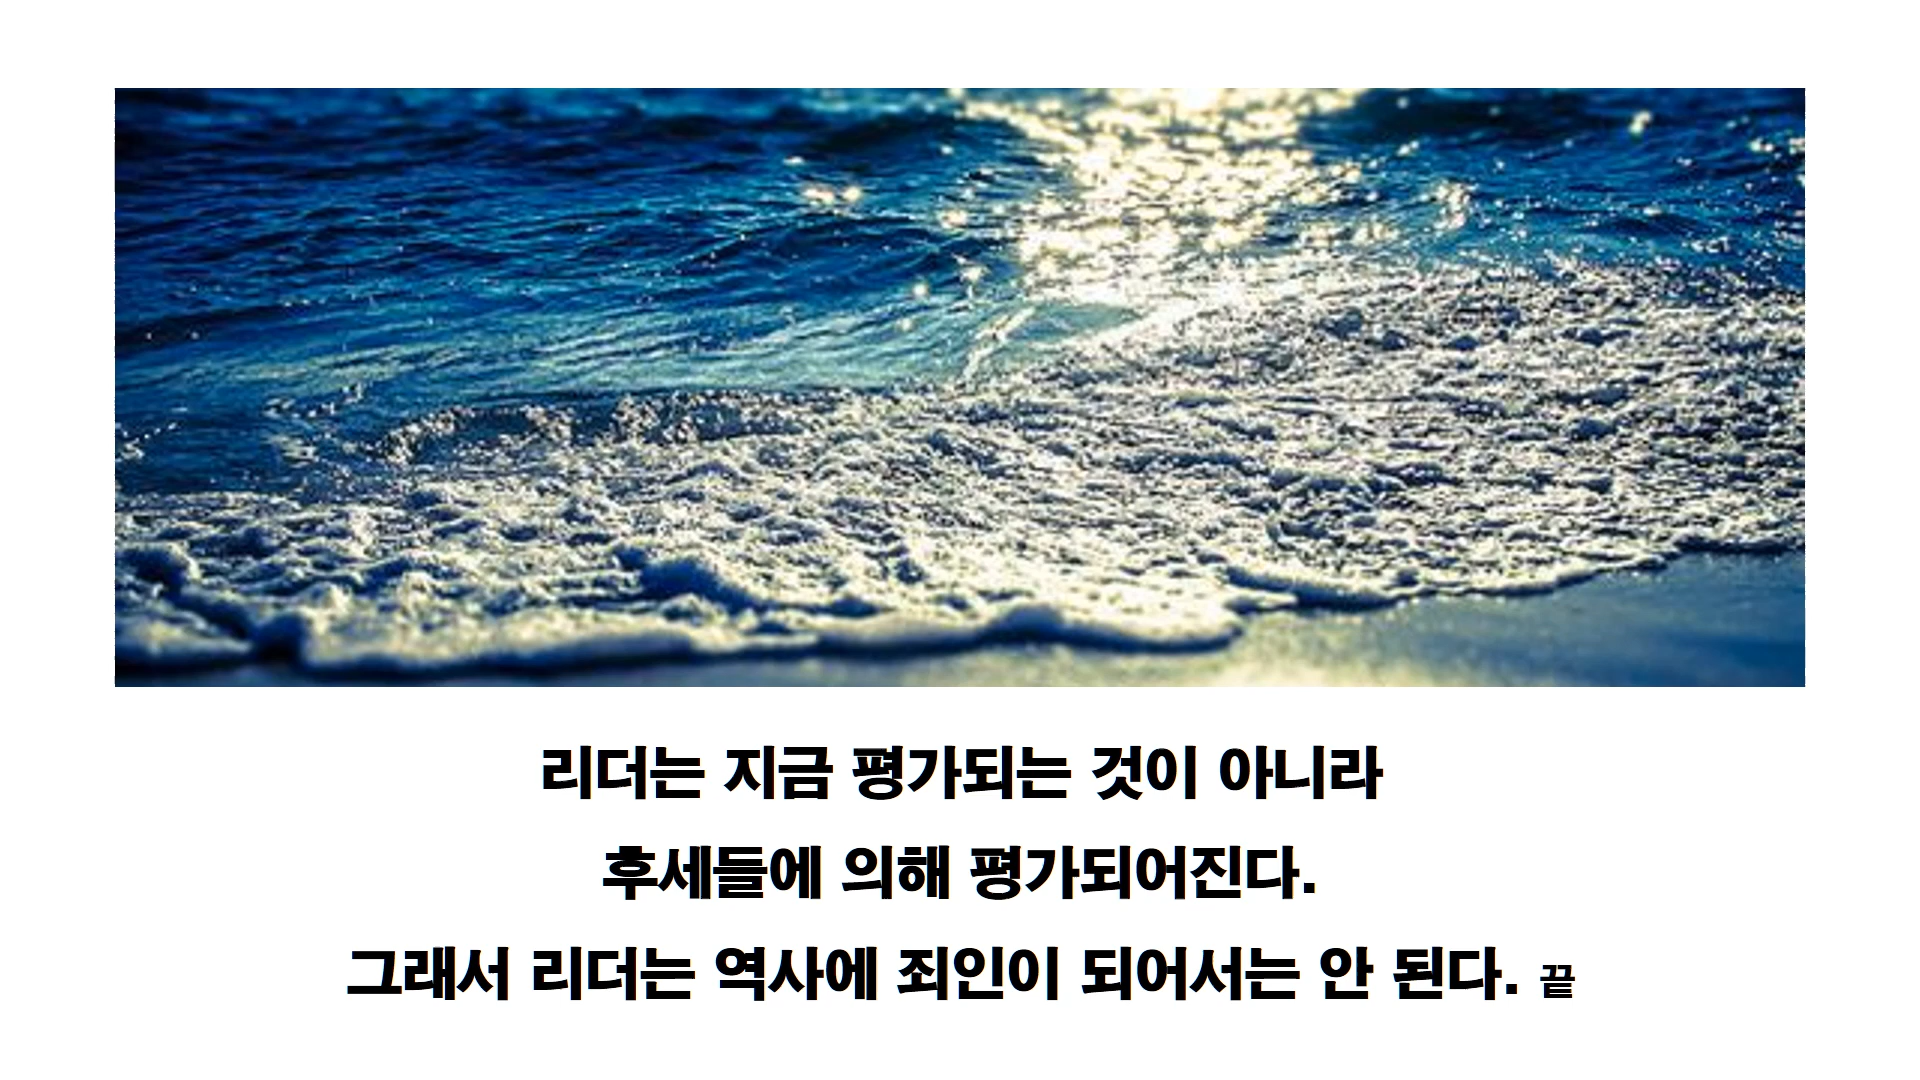 리더는 지금 평가되는 것이 아니라
후세들에 의해 평가되어진다.
그래서 리더는 역사에 죄인이 되어서는 안 된다. 끝